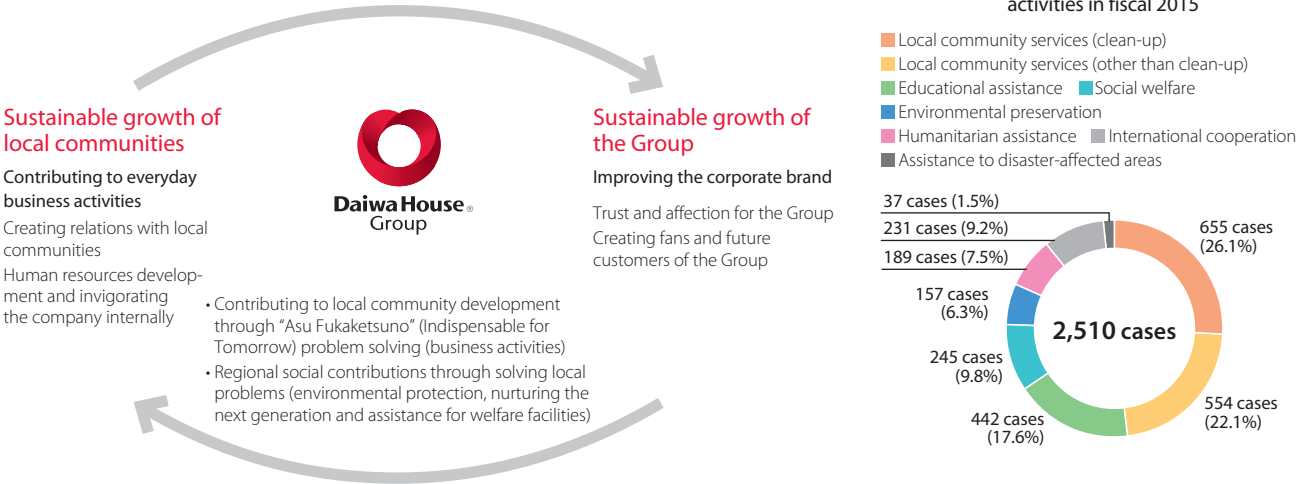 Sustainable growth of
local communities
Contributing to everyday
business activities
Creating relations with local
communities
Human resources develop-
ment and invigorating
the company internally
Daiwa House ®
Group
• Contributing to local community development
through “Asu Fukaketsuno” (Indispensable for
Tomorrow) problem solving (business activities)
• Regional social contributions through solving local
problems (environmental protection, nurturing the
next generation and assistance for welfare facilities)
Sustainable growth of
the Group
Improving the corporate brand
Trust and affection for the Group
Creating fans and future
customers of the Group
activities in fiscal 2015
Local community services (clean-up)
Local community services (other than clean-up)
Educational assistance Social welfare
Environmental preservation
Humanitarian assistance International cooperation
Assistance to disaster-affected areas
37 cases (1.5%)
231 cases (9.2%)
189 cases (7.5%)
157 cases
(6.3%)
245 cases
(9.8%)
442 cases
(17.6%)
655 cases
(26.1%)
2,510 cases
554 cases
(22.1%)